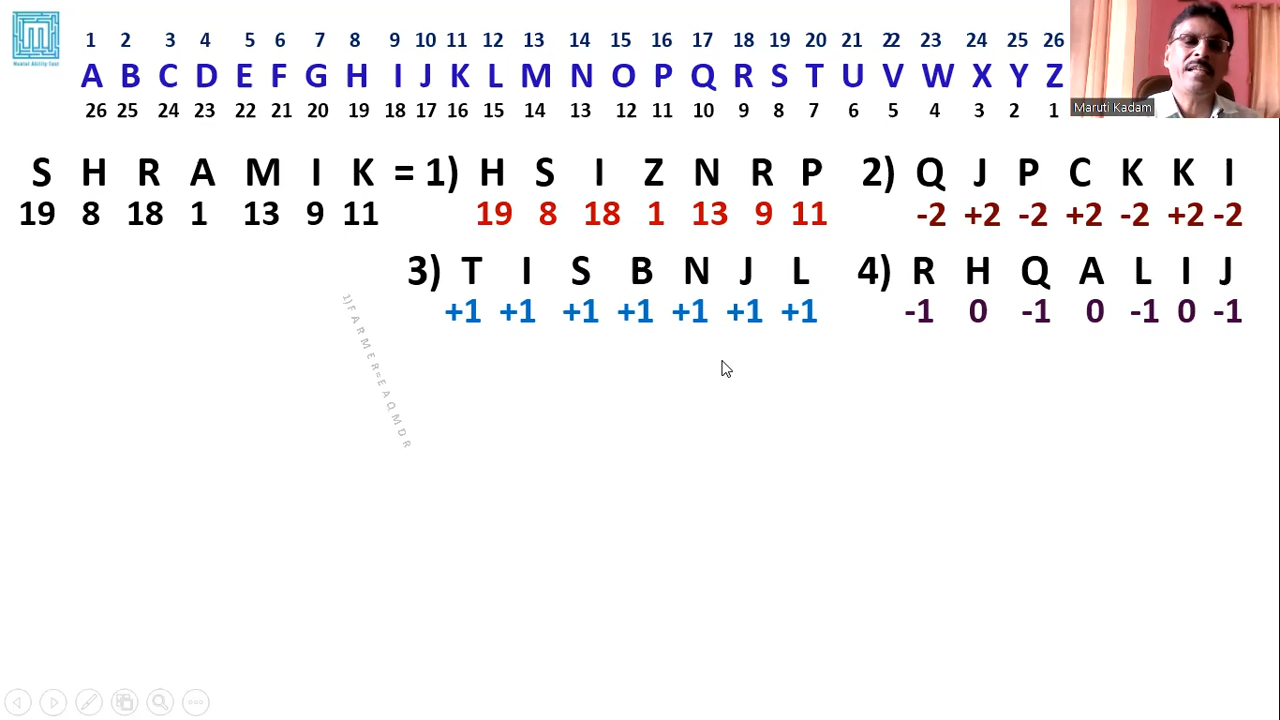 1 2 3 4 5 6 7 8 9 10 11 12 13 14 15 16 17 18 19 20 21 22 23 24 25 26
A B C D E F G H I J K L M N O P Q R S T U V W X Y Z
26 25 24 23 22 21 20 19 18 17 16 15 14 13 12 11 10 9 8 7 6 5 4 3 2 1
Maruti Kadam
S H R A M I K = 1) H S I Z N R P 2) Q J P C K K I
19 8 18 1 13 9 11 19 8 18 1 13 9 11 -2 +2 -2 +2 -2 +2 -2
3) T I S B N J L 4) R H Q A L I J
+1 +1 +1 +1 +1 +1 +1 -1 0 -1 0 -1 0 -1
1) F A R M E R = E A Q M D R